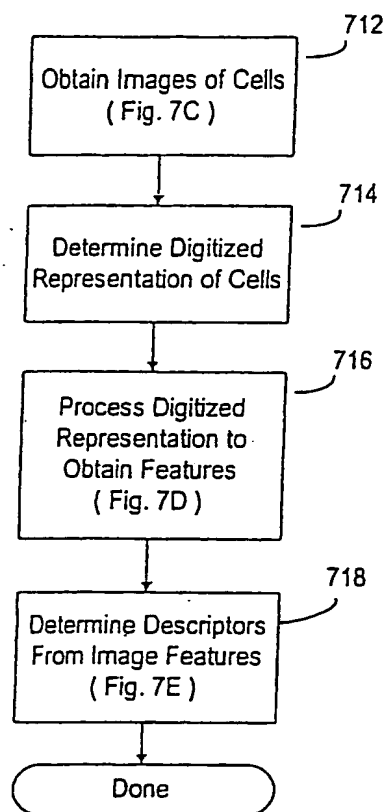 712
Obtain Images of Cells
( Fig. 7C )
714
Determine Digitized
Representation of Cells
716
Process Digitized
Representation to
Obtain Features
( Fig. 7D )
718
Determine Descriptors
From Image Features
( Fig. 7E )
Done